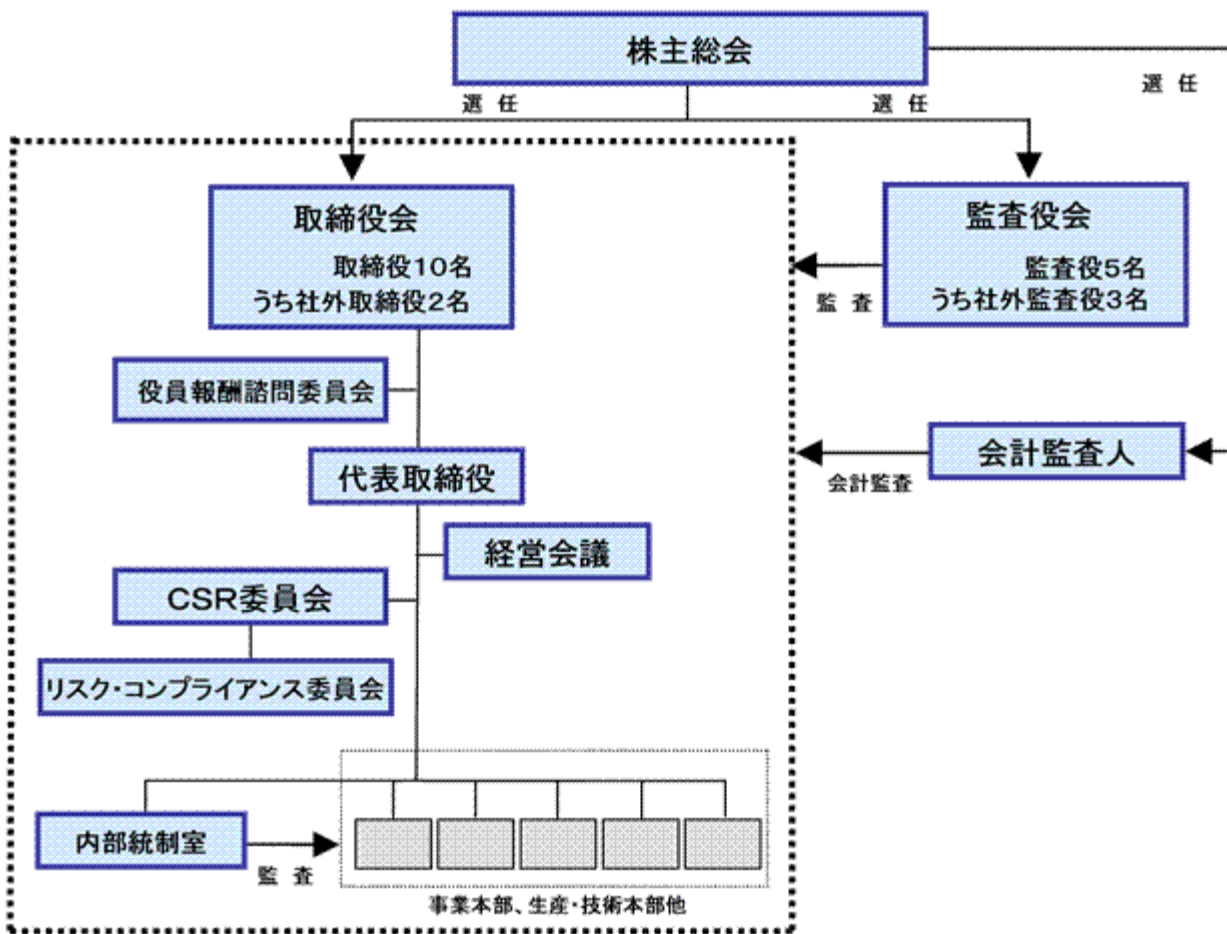 株主総会
選 任
選 任
選 任
取締役会
取締役10名
うち社外取締役2名
監査役会
監査役5名
うち社外監査役3名
監 査
役員報酬諮問委員会
代表取締役
会計監査人
会計監査
経営会議
CSR委員会
リスク・コンプライアンス委員会
内部統制室
監 査
事業本部、生産・技術本部他